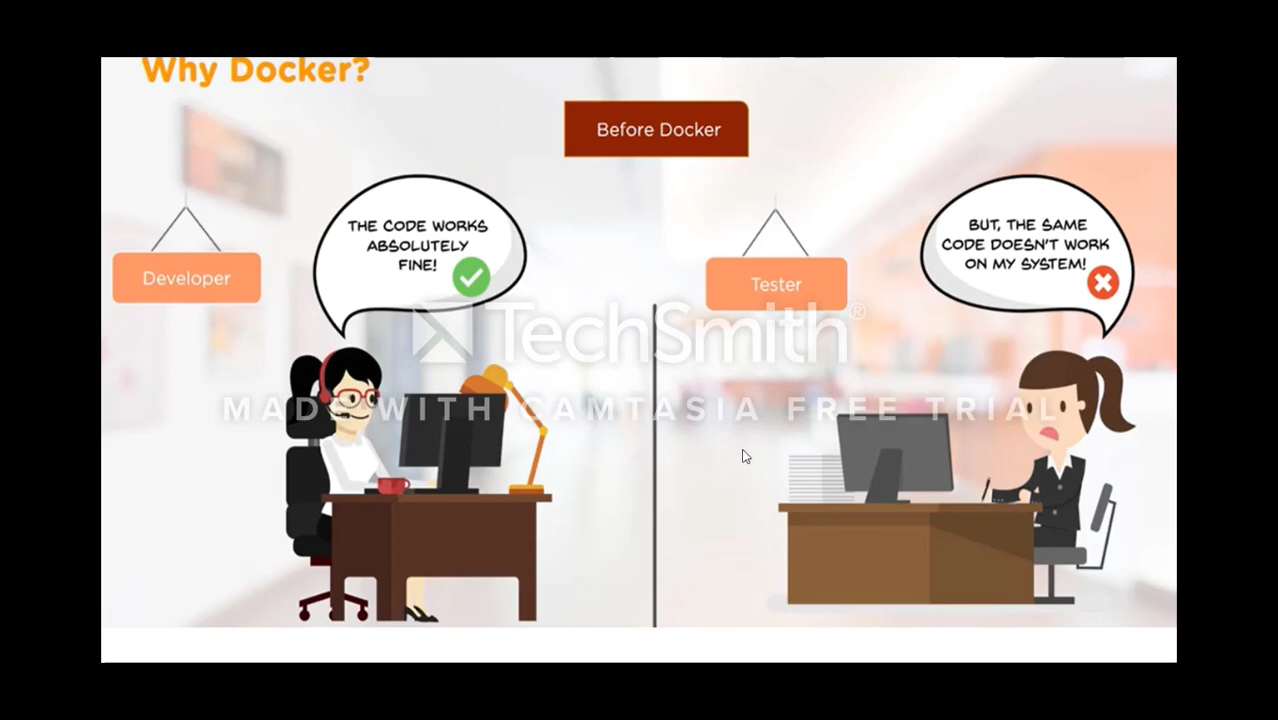 Why Docker?
Before Docker
THE CODE WORKS
ABSOLUTELY
FINE!
BUT, THE SAME
CODE DOESN'T WORK
ON MY SYSTEM!
Developer
Tester
TechSmith®
MADE WITH CAMTASIA FREE TRIAL